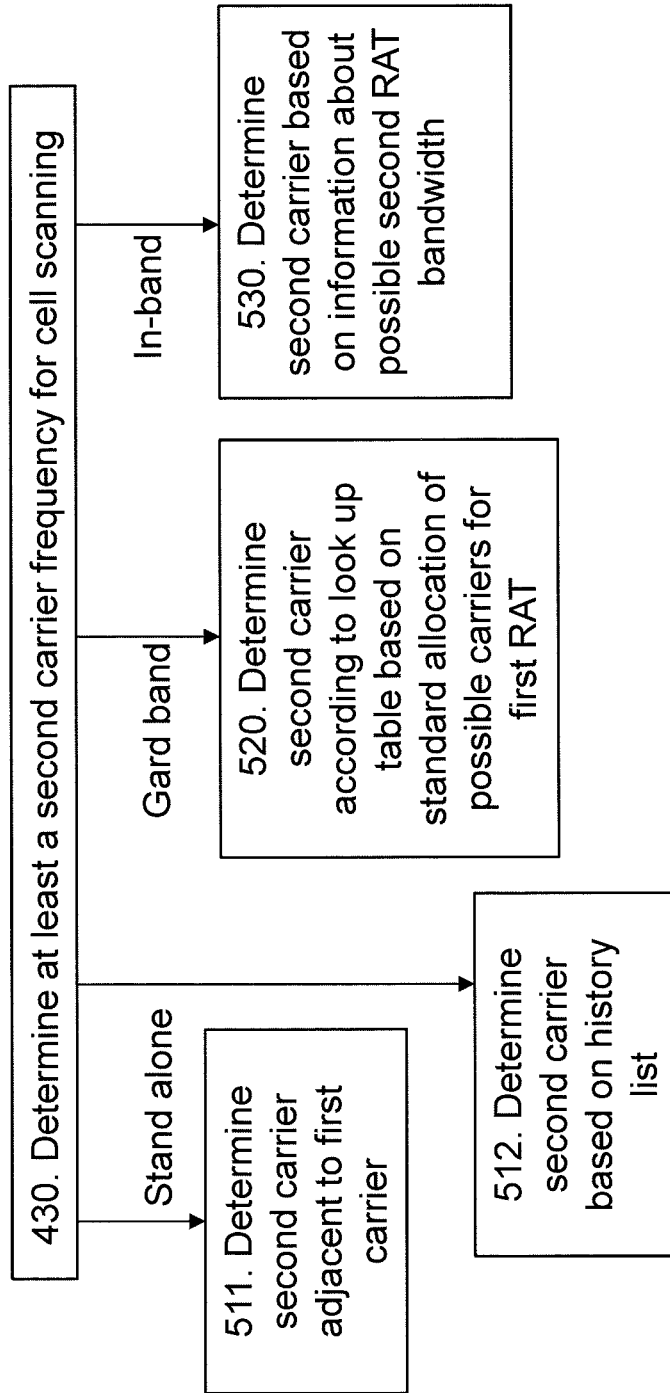 430. Determine at least a second carrier frequency for cell scanning
Stand alone
Gard band
In-band
511. Determine
second carrier
adjacent to first
carrier
512. Determine
second carrier
based on history
list
520. Determine
second carrier
according to look up
table based on
standard allocation of
possible carriers for
first RAT
530. Determine
second carrier based
on information about
possible second RAT
bandwidth